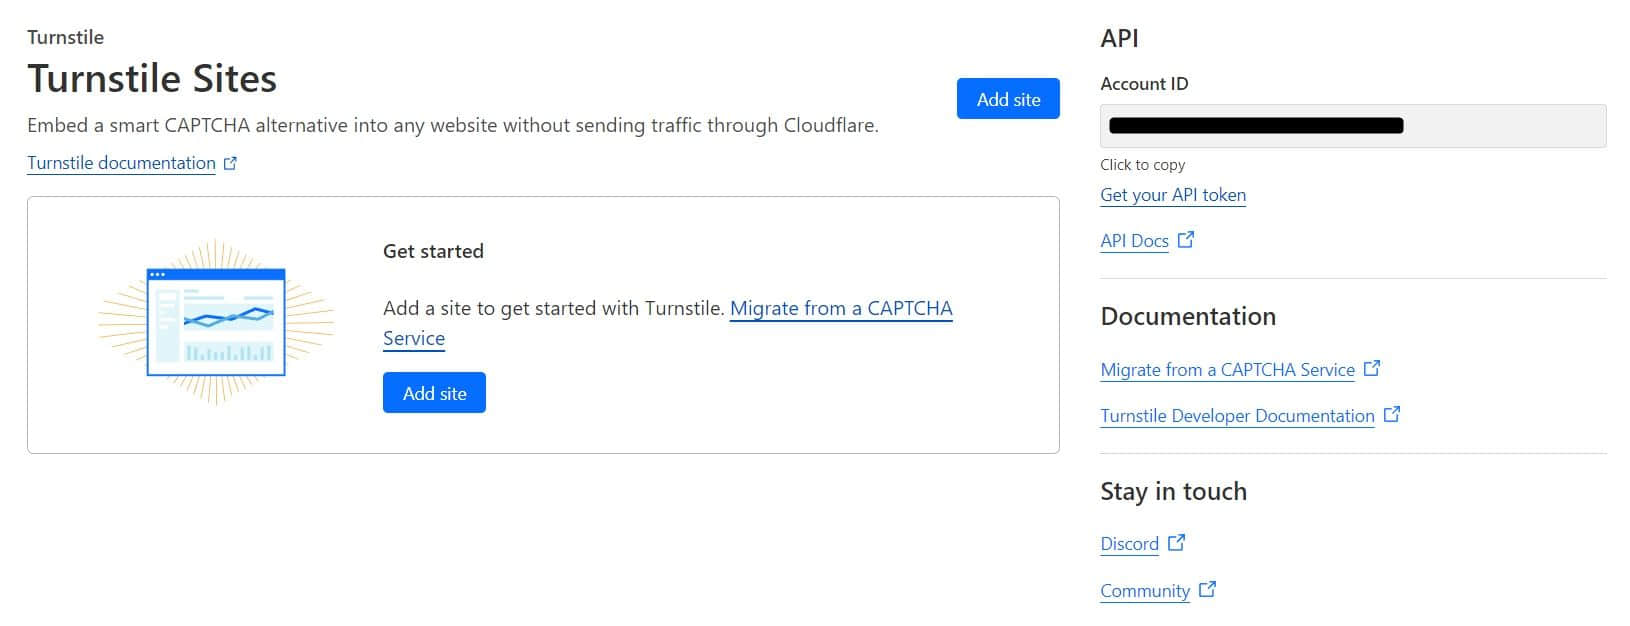 Turnstile
Turnstile Sites
Add site
Embed a smart CAPTCHA alternative into any website without sending traffic through Cloudflare.
Turnstile documentation
Get started
Add a site to get started with Turnstile. Migrate from a CAPTCHA
Service
Add site
API
Account ID
Click to copy
Get your API token
API Docs
Documentation
Migrate from a CAPTCHA Service
Turnstile Developer Documentation
Stay in touch
Discord
Community